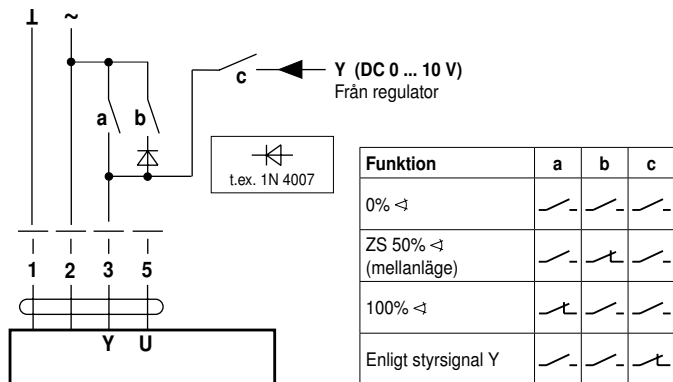 ⊥ ~
Y (DC 0 ... 10 V)
Från regulator
c
a b
t.ex. 1N 4007
1 2 3 5
Y U
Funktion a b c
0% ∢
ZS 50% ∢
(mellanläge)
100% ∢
Enligt styrsignal Y